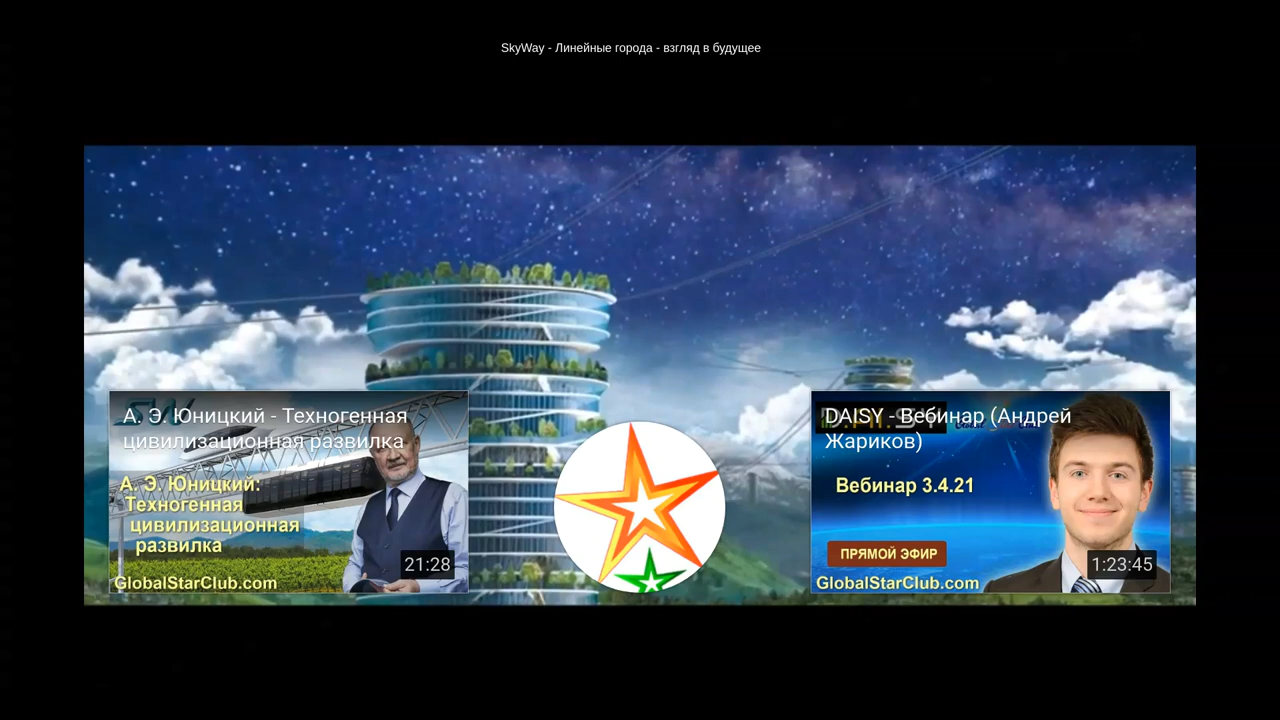 SkyWay - Линейные города - взгляд в будущее
А. Э. Юницкий - Техногенная
цивилизационная развилка
А. Э. Юницкий:
Техногенная
цивилизационная
развилка
21:28
GlobalStarClub.com
DAISY - Вебинар (Андрей
Жариков)
Вебинар 3.4.21
ПРЯМОЙ ЭФИР
1:23:45
GlobalStarClub.com